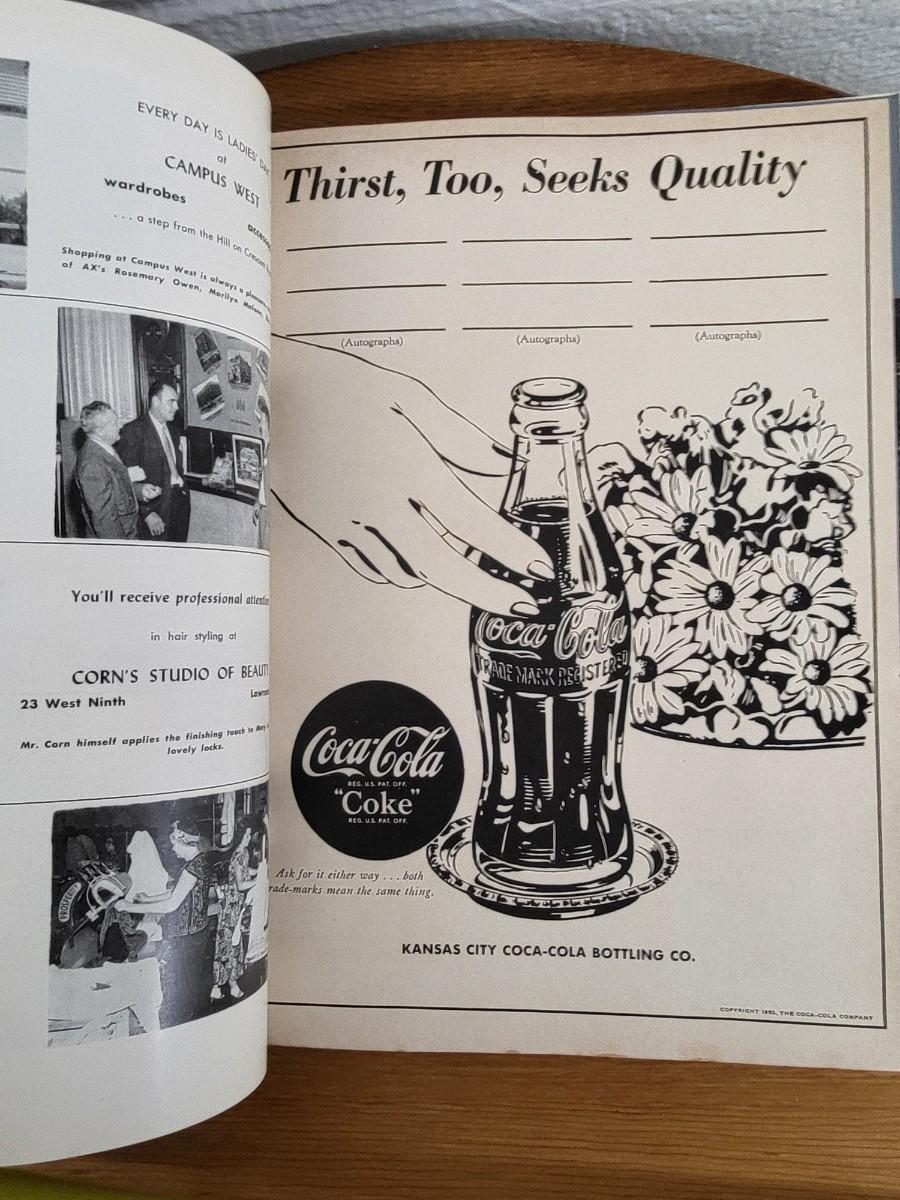 EVERY DAY IS LADIES' DAY
at
CAMPUS WEST
wardrobes
. . . a step from the Hill on Crescent
Shopping at Campus West is always a
of AX's Rosemary Owen, Marilyn
You'll receive professional attention
in hair styling at
CORN'S STUDIO OF BEAUTY
23 West Ninth
Mr. Corn himself applies the finishing touch to
lovely locks.
Thirst, Too, Seeks Quality
(Autographs) (Autographs) (Autographs)
Coca-Cola
TRADE MARK REGISTERED
Coca-Cola
REG. U.S. PAT. OFF.
"Coke"
REG. U.S. PAT. OFF.
Ask for it either way . . . both
rade-marks mean the same thing.
KANSAS CITY COCA-COLA BOTTLING CO.
THE COCA-COLA COMPANY